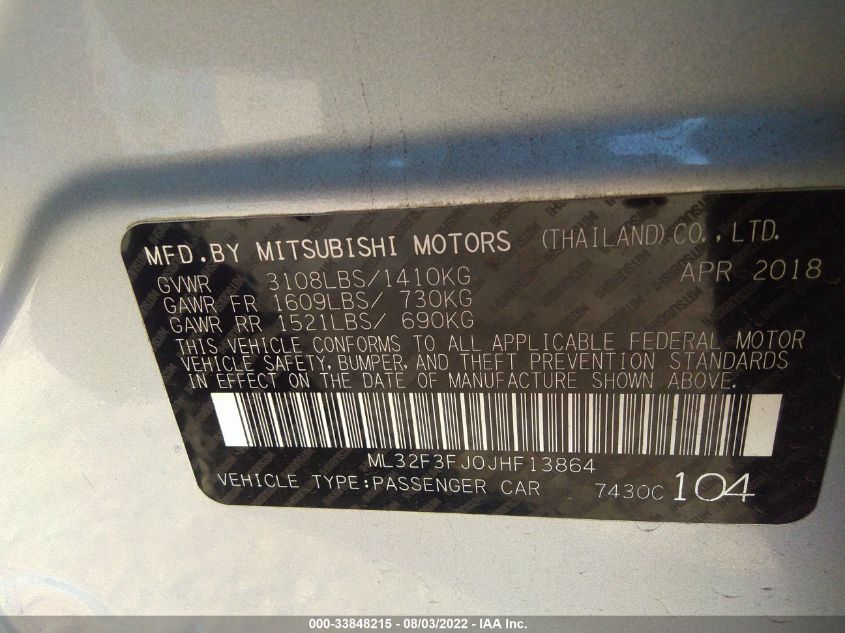 MFD.BY MITSUBISHI MOTORS (THAILAND) CO., LTD.
GVWR 3108LBS/1410KG APR 2018
GAWR FR 1609LBS/ 730KG
GAWR RR 1521LBS/ 690KG
THIS VEHICLE CONFORMS TO ALL APPLICABLE FEDERAL MOTOR
VEHICLE SAFETY, BUMPER, AND THEFT PREVENTION STANDARDS
IN EFFECT ON THE DATE OF MANUFACTURE SHOWN ABOVE.
ML32F3FJ0JHF13864
VEHICLE TYPE:PASSENGER CAR 7430C 104
000-33848215 - 08/03/2022 - IAA Inc.